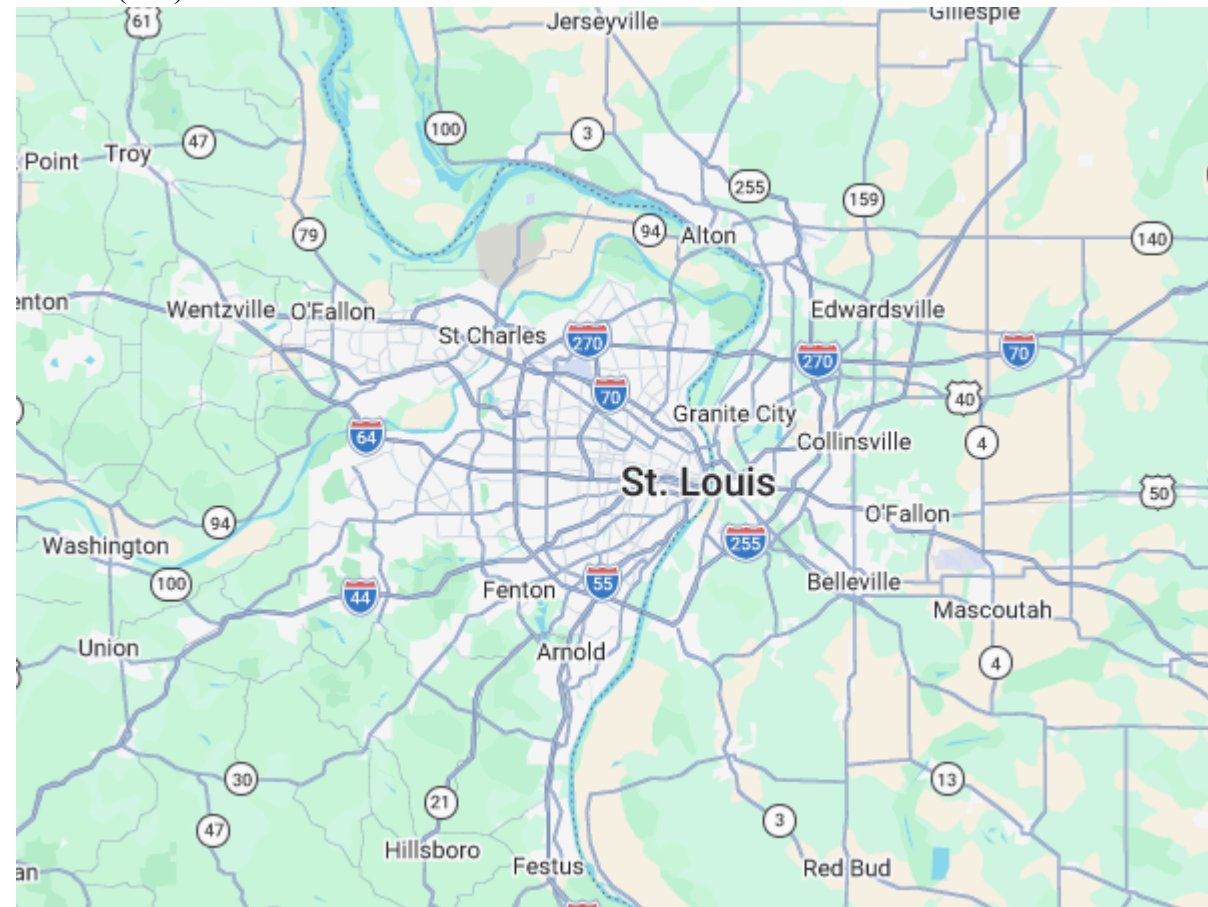 61
Jerseyville
Gillespie
100
3
47
Point
Troy
255
159
79
94
Alton
140
enton
Wentzville
O'Fallon
Edwardsville
St Charles
270
270
70
70
40
Granite City
64
Collinsville
4
St. Louis
50
94
O'Fallon
Washington
255
100
44
Fenton
55
Belleville
Mascoutah
Union
Arnold
4
30
13
21
3
47
Hillsboro
Festus
Red Bud
an